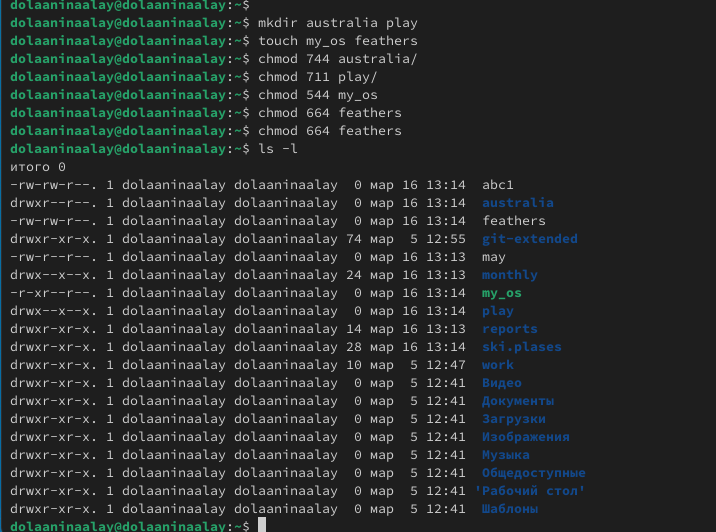 dolaaninaalay@dolaaninaalay:~$
dolaaninaalay@dolaaninaalay:~$ mkdir australia play
dolaaninaalay@dolaaninaalay:~$ touch my_os feathers
dolaaninaalay@dolaaninaalay:~$ chmod 744 australia/
dolaaninaalay@dolaaninaalay:~$ chmod 711 play/
dolaaninaalay@dolaaninaalay:~$ chmod 544 my_os
dolaaninaalay@dolaaninaalay:~$ chmod 664 feathers
dolaaninaalay@dolaaninaalay:~$ chmod 664 feathers
dolaaninaalay@dolaaninaalay:~$ ls -l
итого 0
-rw-rw-r--. 1 dolaaninaalay dolaaninaalay  0 мар 16 13:14  abc1
drwxr--r--. 1 dolaaninaalay dolaaninaalay  0 мар 16 13:14  australia
-rw-rw-r--. 1 dolaaninaalay dolaaninaalay  0 мар 16 13:14  feathers
drwxr-xr-x. 1 dolaaninaalay dolaaninaalay 74 мар  5 12:55  git-extended
-rw-r--r--. 1 dolaaninaalay dolaaninaalay  0 мар 16 13:13  may
drwx--x--x. 1 dolaaninaalay dolaaninaalay 24 мар 16 13:13  monthly
-r-xr--r--. 1 dolaaninaalay dolaaninaalay  0 мар 16 13:14  my_os
drwx--x--x. 1 dolaaninaalay dolaaninaalay  0 мар 16 13:14  play
drwxr-xr-x. 1 dolaaninaalay dolaaninaalay 14 мар 16 13:13  reports
drwxr-xr-x. 1 dolaaninaalay dolaaninaalay 28 мар 16 13:14  ski.plases
drwxr-xr-x. 1 dolaaninaalay dolaaninaalay 10 мар  5 12:47  work
drwxr-xr-x. 1 dolaaninaalay dolaaninaalay  0 мар  5 12:41  Видео
drwxr-xr-x. 1 dolaaninaalay dolaaninaalay  0 мар  5 12:41  Документы
drwxr-xr-x. 1 dolaaninaalay dolaaninaalay  0 мар  5 12:41  Загрузки
drwxr-xr-x. 1 dolaaninaalay dolaaninaalay  0 мар  5 12:41  Изображения
drwxr-xr-x. 1 dolaaninaalay dolaaninaalay  0 мар  5 12:41  Музыка
drwxr-xr-x. 1 dolaaninaalay dolaaninaalay  0 мар  5 12:41  Общедоступные
drwxr-xr-x. 1 dolaaninaalay dolaaninaalay  0 мар  5 12:41 'Рабочий стол'
drwxr-xr-x. 1 dolaaninaalay dolaaninaalay  0 мар  5 12:41  Шаблоны
dolaaninaalay@dolaaninaalay:~$